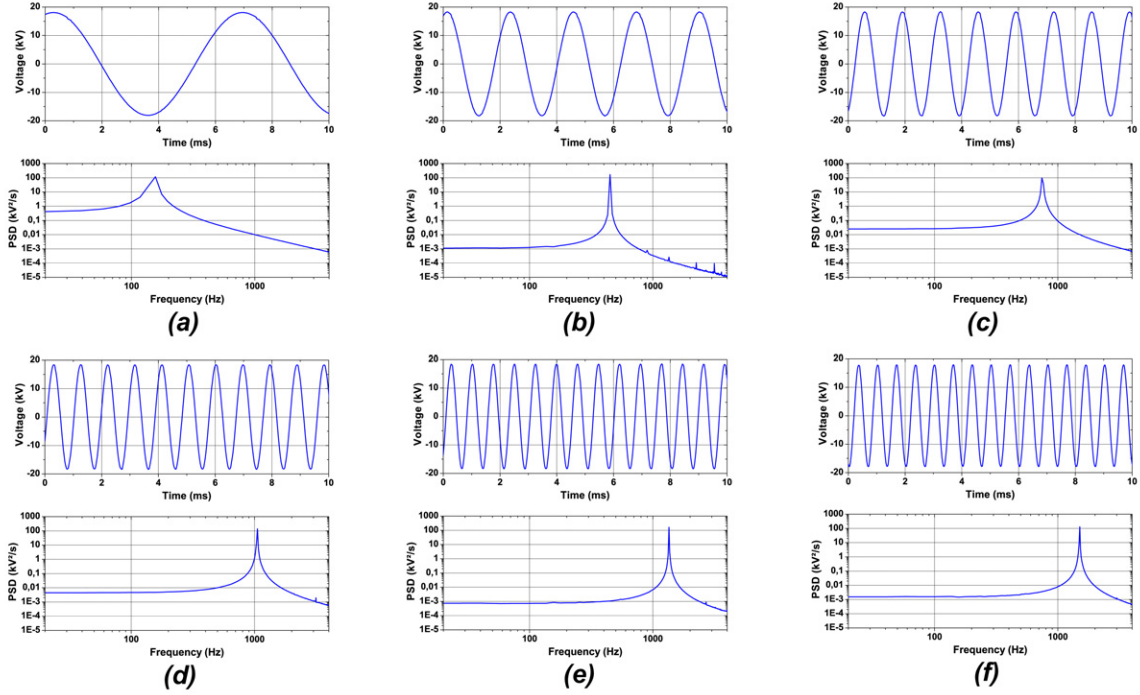 Voltage (kV)
20
10
0
-10
-20
0 2 4 6 8 10
Time (ms)
PSD (kV²/s)
1000
100
10
1
0,1
0,01
1E-3
1E-4
1E-5
100 1000
Frequency (Hz)
(a)
Voltage (kV)
20
10
0
-10
-20
0 2 4 6 8 10
Time (ms)
PSD (kV²/s)
1000
100
10
1
0,1
0,01
1E-3
1E-4
1E-5
100 1000
Frequency (Hz)
(b)
Voltage (kV)
20
10
0
-10
-20
0 2 4 6 8 10
Time (ms)
PSD (kV²/s)
1000
100
10
1
0,1
0,01
1E-3
1E-4
1E-5
100 1000
Frequency (Hz)
(c)
Voltage (kV)
20
10
0
-10
-20
0 2 4 6 8 10
Time (ms)
PSD (kV²/s)
1000
100
10
1
0,1
0,01
1E-3
1E-4
1E-5
100 1000
Frequency (Hz)
(d)
Voltage (kV)
20
10
0
-10
-20
0 2 4 6 8 10
Time (ms)
PSD (kV²/s)
1000
100
10
1
0,1
0,01
1E-3
1E-4
1E-5
100 1000
Frequency (Hz)
(e)
Voltage (kV)
20
10
0
-10
-20
0 2 4 6 8 10
Time (ms)
PSD (kV²/s)
1000
100
10
1
0,1
0,01
1E-3
1E-4
1E-5
100 1000
Frequency (Hz)
(f)